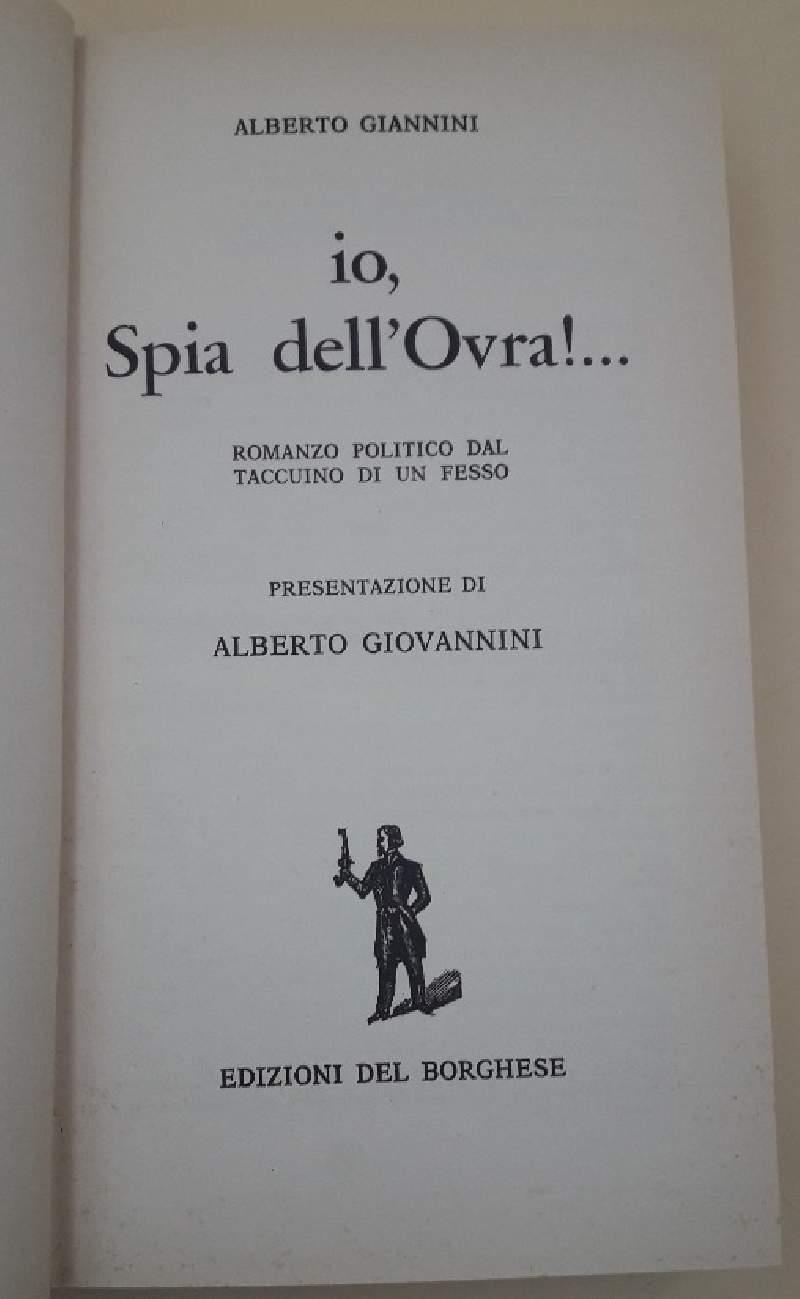 ALBERTO GIANNINI
io,
Spia dell'Ovra!...
ROMANZO POLITICO DAL
TACCUINO DI UN FESSO
PRESENTAZIONE DI
ALBERTO GIOVANNINI
EDIZIONI DEL BORGHESE